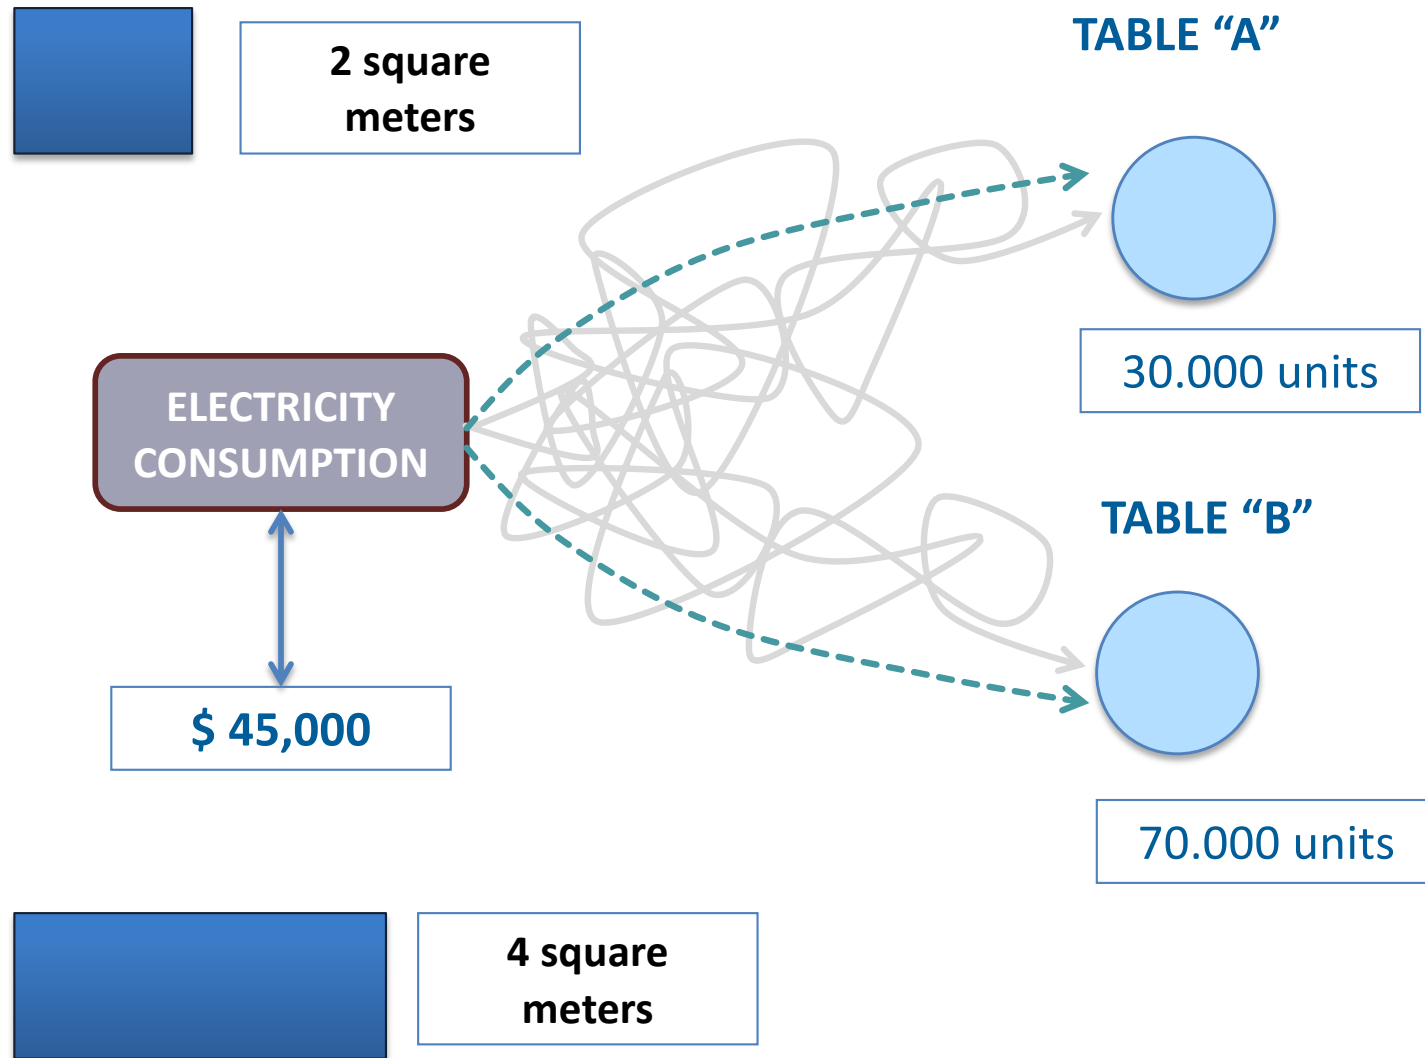 2 square
meters
TABLE “A”
30.000 units
ELECTRICITY
CONSUMPTION
TABLE “B”
$ 45,000
70.000 units
4 square
meters